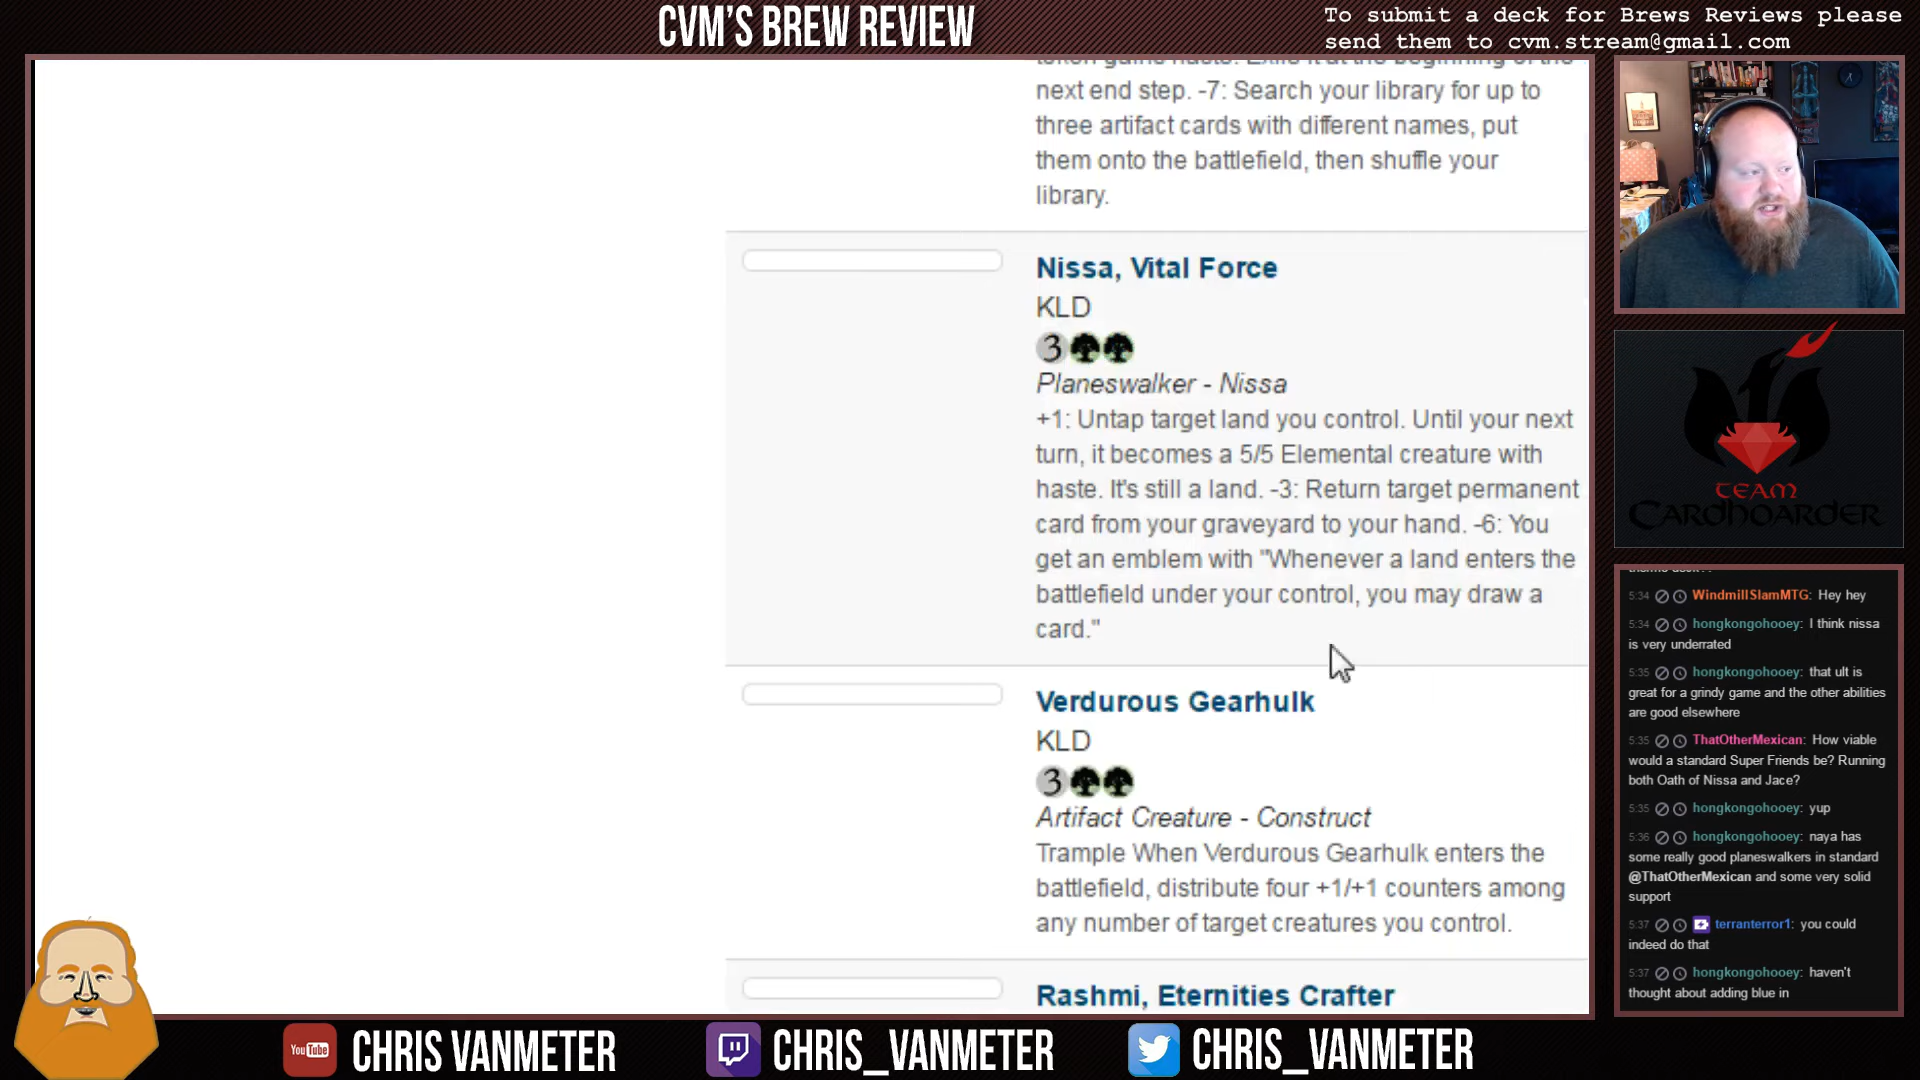 CVM'S BREW REVIEW
To submit a deck for Brews Reviews please
send them to cvm.stream@gmail.com
next end step. -7: Search your library for up to
three artifact cards with different names, put
them onto the battlefield, then shuffle your
library.
Nissa, Vital Force
KLD
3
Planeswalker - Nissa
+1: Untap target land you control. Until your next
turn, it becomes a 5/5 Elemental creature with
haste. It's still a land. -3: Return target permanent
card from your graveyard to your hand. -6: You
get an emblem with "Whenever a land enters the
battlefield under your control, you may draw a
card."
Verdurous Gearhulk
KLD
3
Artifact Creature - Construct
Trample When Verdurous Gearhulk enters the
battlefield, distribute four +1/+1 counters among
any number of target creatures you control.
Rashmi, Eternities Crafter
TEAM
CARDHOARDER
5:34 WindmillSlamMTG: Hey hey
5:34 hongkongohooey: I think nissa
is very underrated
5:35 hongkongohooey: that ult is
great for a grindy game and the other abilities
are good elsewhere
5:35 ThatOtherMexican: How viable
would a standard Super Friends be? Running
both Oath of Nissa and Jace?
5:35 hongkongohooey: yup
5:36 hongkongohooey: naya has
some really good planeswalkers in standard
@ThatOtherMexican and some very solid
support
5:37 terranterror1: you could
indeed do that
5:37 hongkongohooey: haven't
thought about adding blue in
YouTube CHRIS VANMETER
CHRIS_VANMETER
CHRIS_VANMETER